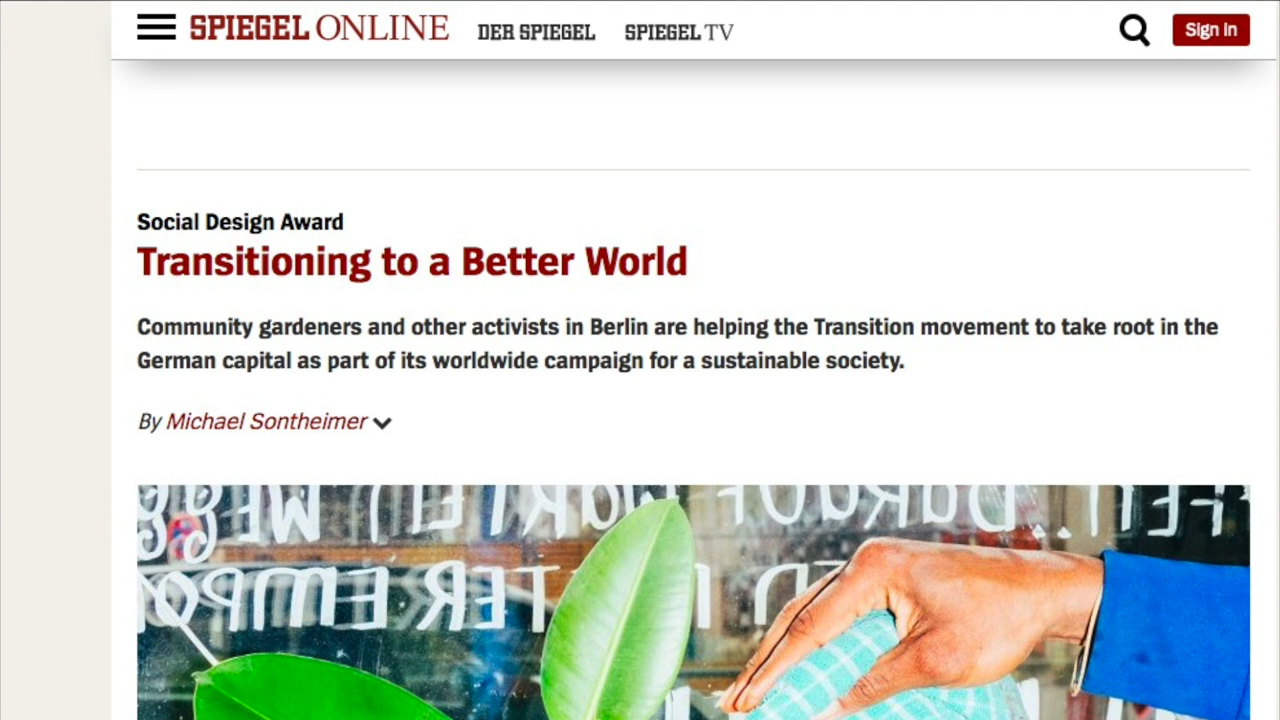 SPIEGEL ONLINE DER SPIEGEL SPIEGEL TV Sign in
Social Design Award
Transitioning to a Better World
Community gardeners and other activists in Berlin are helping the Transition movement to take root in the
German capital as part of its worldwide campaign for a sustainable society.
By Michael Sontheimer